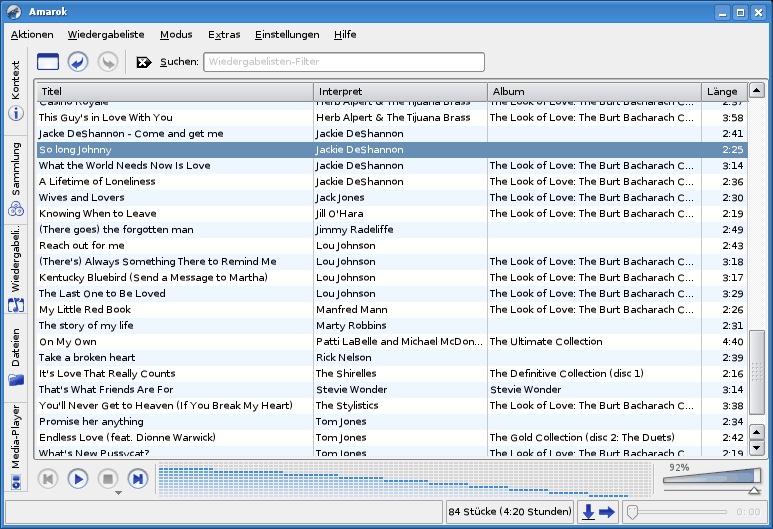 Amarok
Aktionen Wiedergabeliste Modus Extras Einstellungen Hilfe
Suchen: Wiedergabelisten-Filter
Kontext
Sammlung
Wiedergabeli..
Dateien
Media-Player
Titel Interpret Album Länge
Casino Royale Herb Alpert & The Tijuana Brass The Look of Love: The Burt Bacharach C... 2:37
This Guy's in Love With You Herb Alpert & The Tijuana Brass The Look of Love: The Burt Bacharach C... 3:58
Jacke DeShannon - Come and get me Jackie DeShannon 2:41
So long Johnny Jackie DeShannon 2:25
What the World Needs Now Is Love Jackie DeShannon The Look of Love: The Burt Bacharach C... 3:14
A Lifetime of Loneliness Jackie DeShannon The Look of Love: The Burt Bacharach C... 2:36
Wives and Lovers Jack Jones The Look of Love: The Burt Bacharach C... 2:30
Knowing When to Leave Jill O'Hara The Look of Love: The Burt Bacharach C... 2:19
(There goes) the forgotten man Jimmy Radeliffe 2:49
Reach out for me Lou Johnson 2:43
(There's) Always Something There to Remind Me Lou Johnson The Look of Love: The Burt Bacharach C... 3:18
Kentucky Bluebird (Send a Message to Martha) Lou Johnson The Look of Love: The Burt Bacharach C... 3:17
The Last One to Be Loved Lou Johnson The Look of Love: The Burt Bacharach C... 3:29
My Little Red Book Manfred Mann The Look of Love: The Burt Bacharach C... 2:26
The story of my life Marty Robbins 2:31
On My Own Patti LaBelle and Michael McDon... The Ultimate Collection 4:40
Take a broken heart Rick Nelson 2:39
It's Love That Really Counts The Shirelles The Definitive Collection (disc 1) 2:16
That's What Friends Are For Stevie Wonder Stevie Wonder 3:14
You'll Never Get to Heaven (If You Break My Heart) The Stylistics The Look of Love: The Burt Bacharach C... 3:38
Promise her anything Tom Jones 2:34
Endless Love (feat. Dionne Warwick) Tom Jones The Gold Collection (disc 2: The Duets) 2:42
What's New Pussycat? Tom Jones The Look of Love: The Burt Bacharach C... 2:19
92%
84 Stücke (4:20 Stunden) 0:00